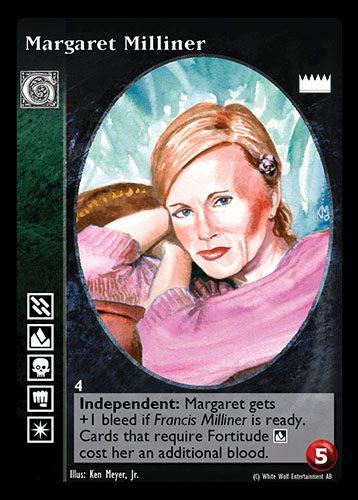 Margaret Milliner
KMJ
4
Independent: Margaret gets
+1 bleed if Francis Milliner is ready.
Cards that require Fortitude
cost her an additional blood.
5
Illus: Ken Meyer, Jr.
(C) White Wolf Entertainment AB